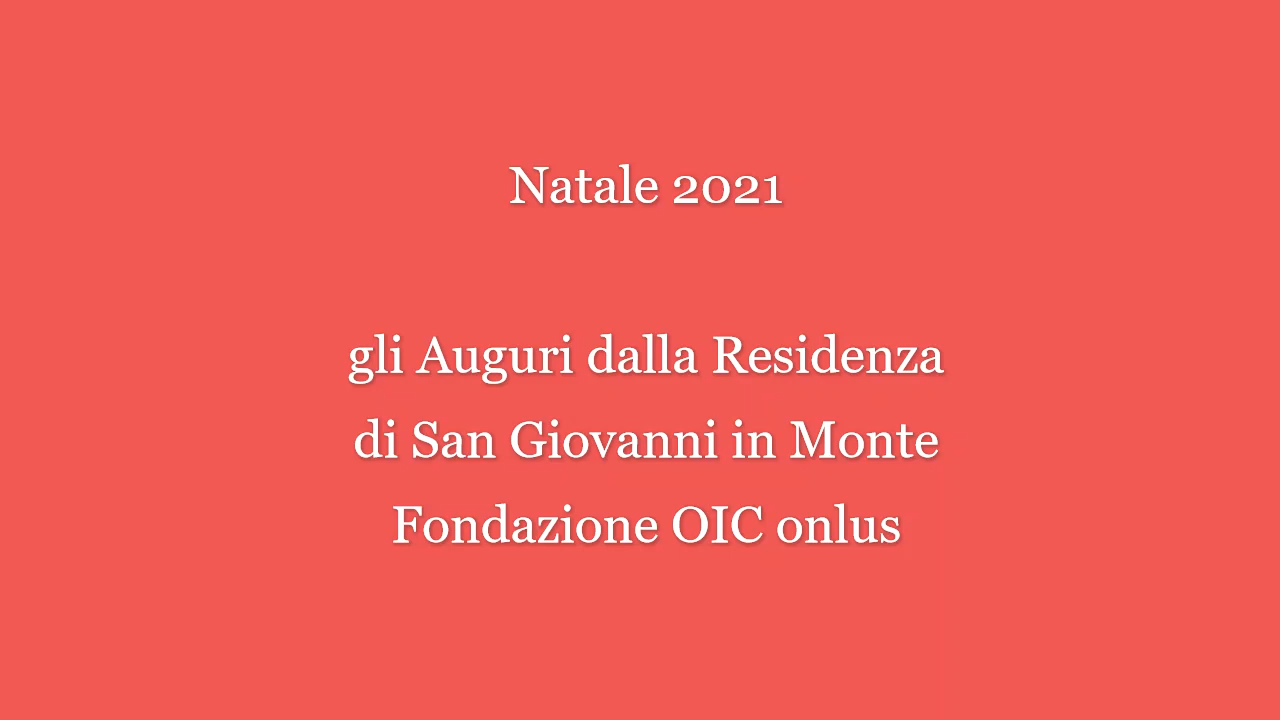 Natale 2021
gli Auguri dalla Residenza
di San Giovanni in Monte
Fondazione OIC onlus